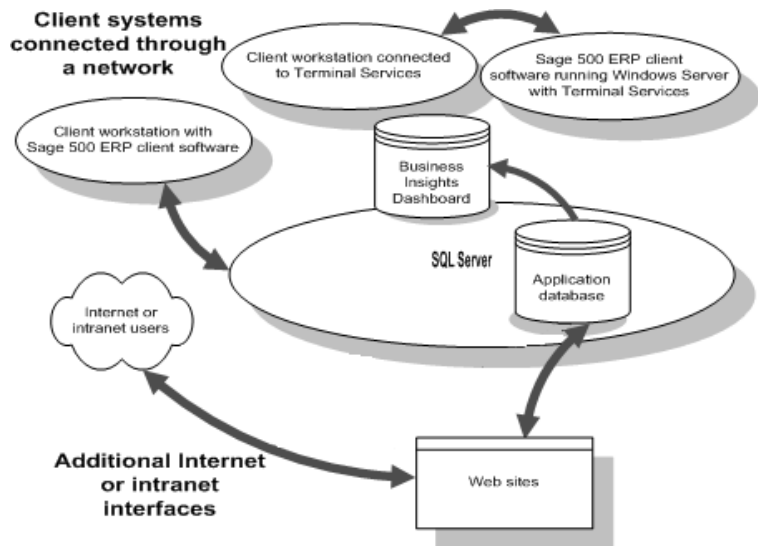 Client systems
connected through
a network
Client workstation connected
to Terminal Services
Sage 500 ERP client
software running Windows Server
with Terminal Services
Client workstation with
Sage 500 ERP client software
Business
Insights
Dashboard
SQL Server
Application
database
Internet or
intranet users
Additional Internet
or intranet
interfaces
Web sites